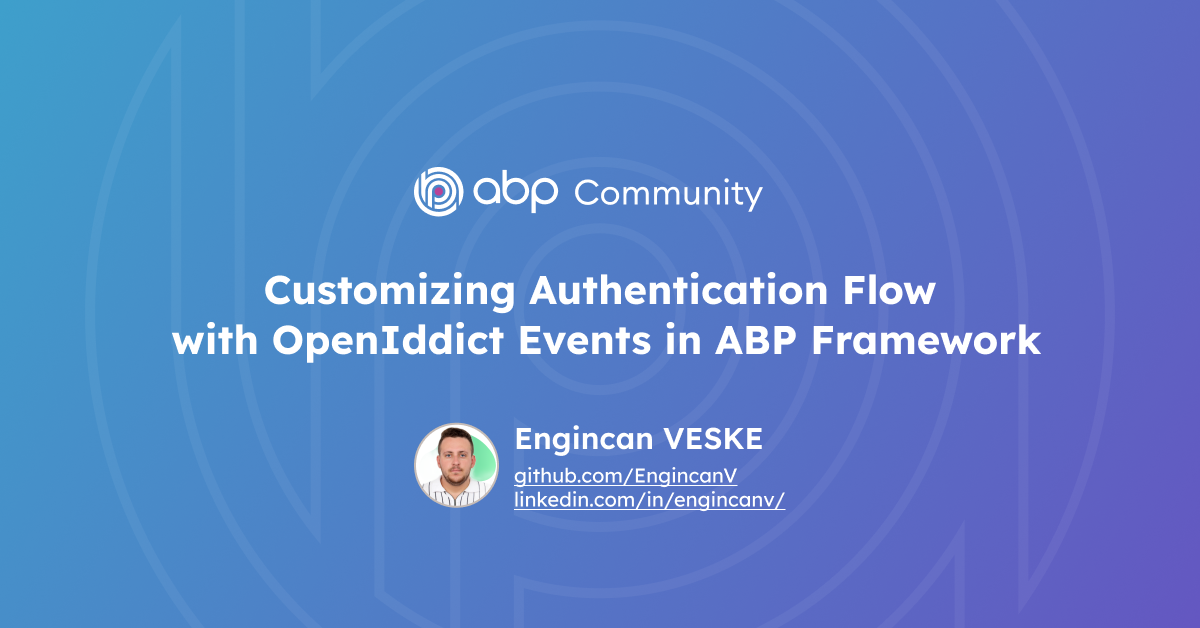 abp Community
Customizing Authentication Flow
with OpenIddict Events in ABP Framework
Engincan VESKE
github.com/EngincanV
linkedin.com/in/engincanv/